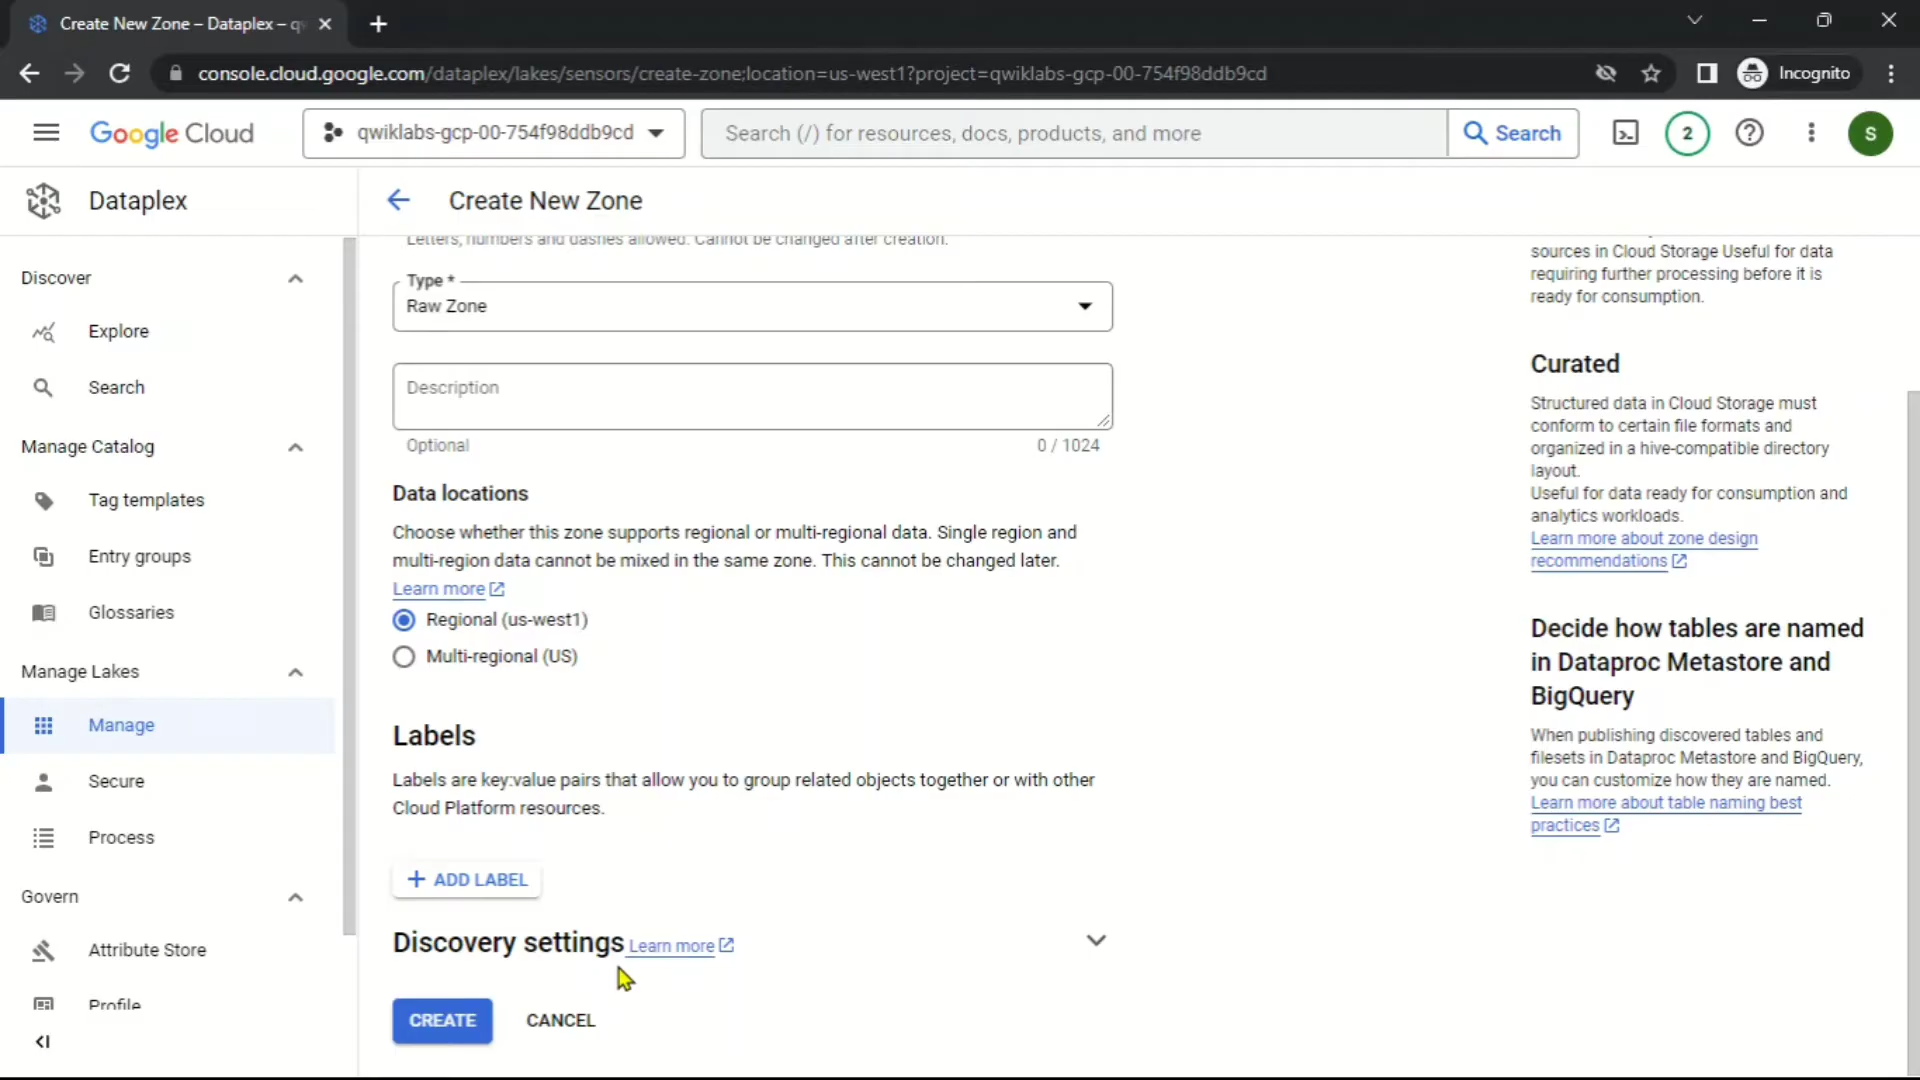 Create New Zone – Dataplex – q
console.cloud.google.com/dataplex/lakes/sensors/create-zone;location=us-west1?project=qwiklabs-gcp-00-754f98ddb9cd
Incognito
Google Cloud
qwiklabs-gcp-00-754f98ddb9cd
Search (/) for resources, docs, products, and more
Search
2
S
Dataplex
Create New Zone
Discover
Explore
Search
Manage Catalog
Tag templates
Entry groups
Glossaries
Manage Lakes
Manage
Secure
Process
Govern
Attribute Store
Profile
Letters, numbers and dashes allowed. Cannot be changed after creation.
Type *
Raw Zone
Description
Optional
0 / 1024
Data locations
Choose whether this zone supports regional or multi-regional data. Single region and
multi-region data cannot be mixed in the same zone. This cannot be changed later.
Learn more
Regional (us-west1)
Multi-regional (US)
Labels
Labels are key:value pairs that allow you to group related objects together or with other
Cloud Platform resources.
+ ADD LABEL
Discovery settings Learn more
CREATE
CANCEL
sources in Cloud Storage Useful for data
requiring further processing before it is
ready for consumption.
Curated
Structured data in Cloud Storage must
conform to certain file formats and
organized in a hive-compatible directory
layout.
Useful for data ready for consumption and
analytics workloads.
Learn more about zone design
recommendations
Decide how tables are named
in Dataproc Metastore and
BigQuery
When publishing discovered tables and
filesets in Dataproc Metastore and BigQuery,
you can customize how they are named.
Learn more about table naming best
practices